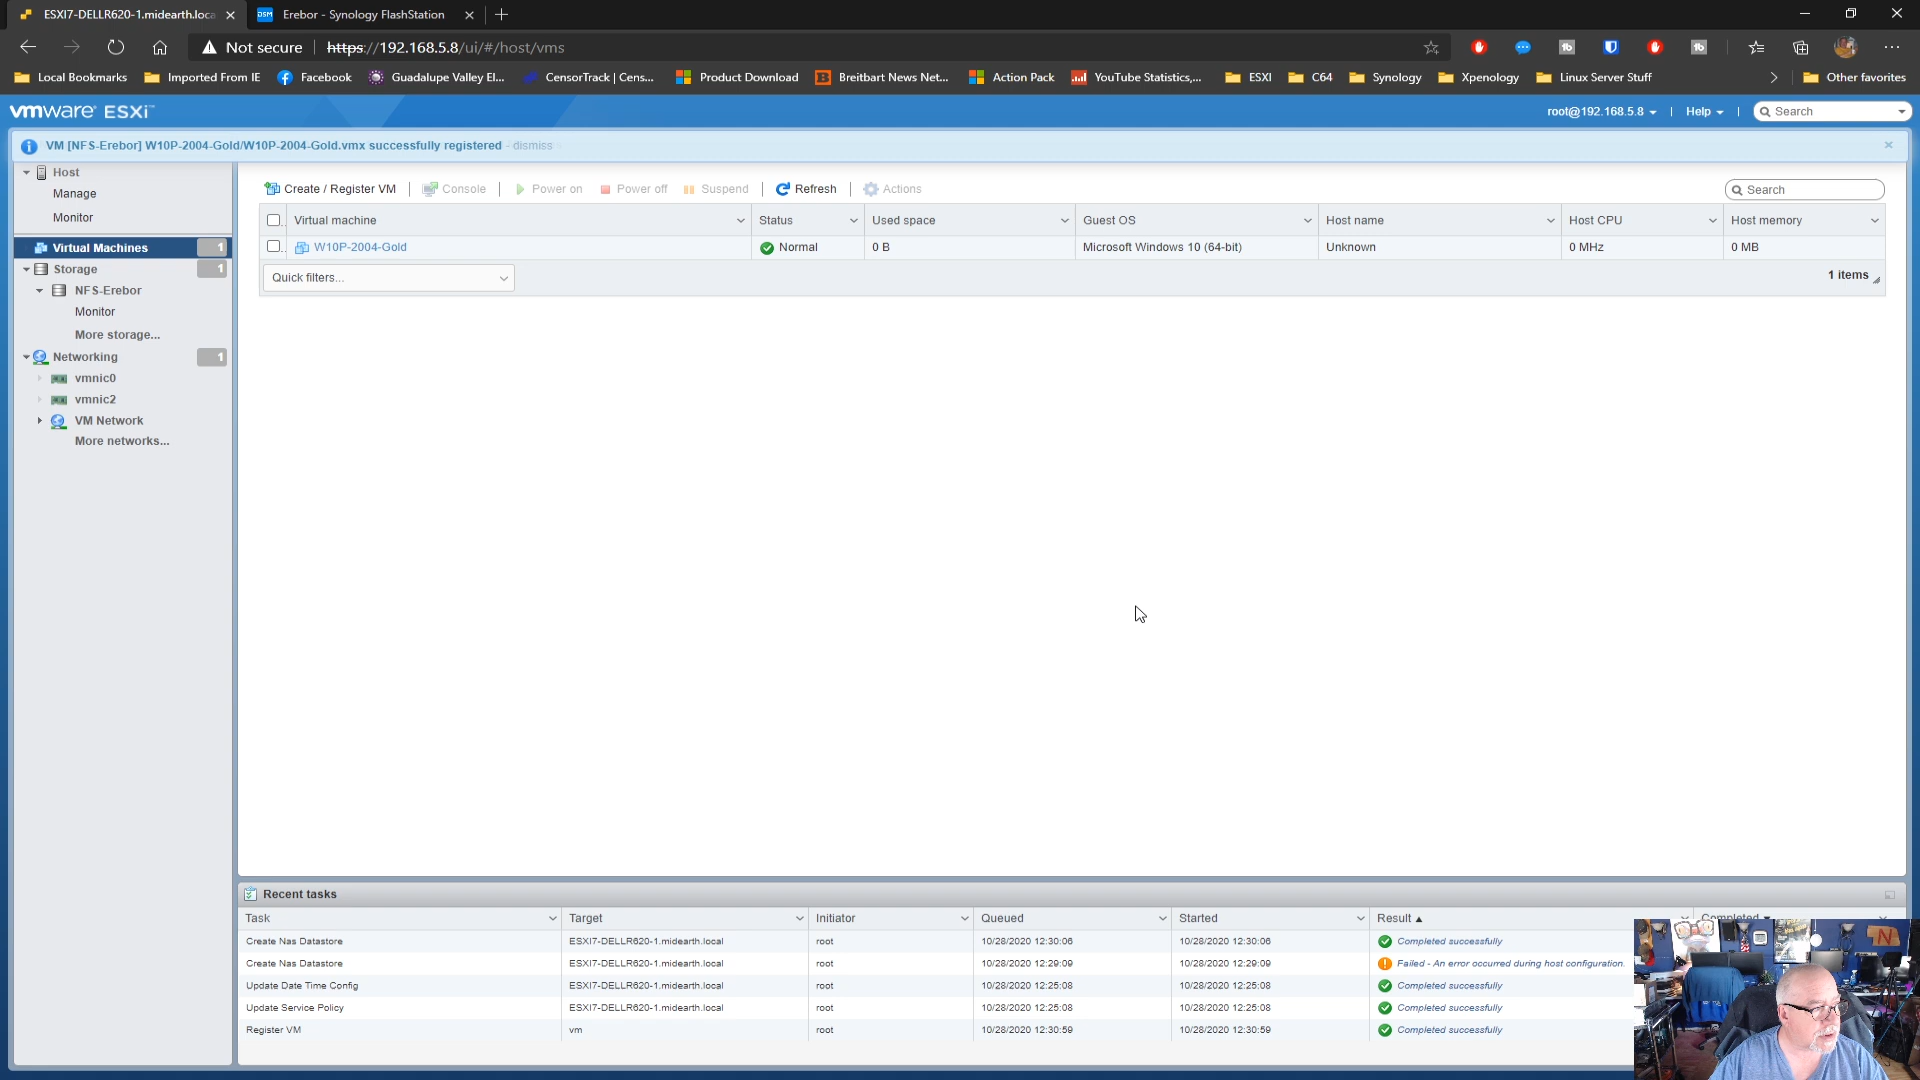 ESXI7-DELLR620-1.midearth.loca
Erebor - Synology FlashStation
Not secure
https://192.168.5.8/ui/#/host/vms
Local Bookmarks
Imported From IE
Facebook
Guadalupe Valley El...
CensorTrack | Cens...
Product Download
Breitbart News Net...
Action Pack
YouTube Statistics,...
ESXI
C64
Synology
Xpenology
Linux Server Stuff
Other favorites
vmware ESXi™
root@192.168.5.8
Help
Search
VM [NFS-Erebor] W10P-2004-Gold/W10P-2004-Gold.vmx successfully registered - dismiss
Host
Manage
Monitor
Virtual Machines 1
Storage 1
NFS-Erebor
Monitor
More storage...
Networking 1
vmnic0
vmnic2
VM Network
More networks...
Create / Register VM
Console
Power on
Power off
Suspend
Refresh
Actions
Search
Virtual machine Status Used space Guest OS Host name Host CPU Host memory
W10P-2004-Gold Normal 0 B Microsoft Windows 10 (64-bit) Unknown 0 MHz 0 MB
Quick filters...
1 items
Recent tasks
Task Target Initiator Queued Started Result Completed
Create Nas Datastore ESXI7-DELLR620-1.midearth.local root 10/28/2020 12:30:06 10/28/2020 12:30:06 Completed successfully
Create Nas Datastore ESXI7-DELLR620-1.midearth.local root 10/28/2020 12:29:09 10/28/2020 12:29:09 Failed - An error occurred during host configuration.
Update Date Time Config ESXI7-DELLR620-1.midearth.local root 10/28/2020 12:25:08 10/28/2020 12:25:08 Completed successfully
Update Service Policy ESXI7-DELLR620-1.midearth.local root 10/28/2020 12:25:08 10/28/2020 12:25:08 Completed successfully
Register VM vm root 10/28/2020 12:30:59 10/28/2020 12:30:59 Completed successfully